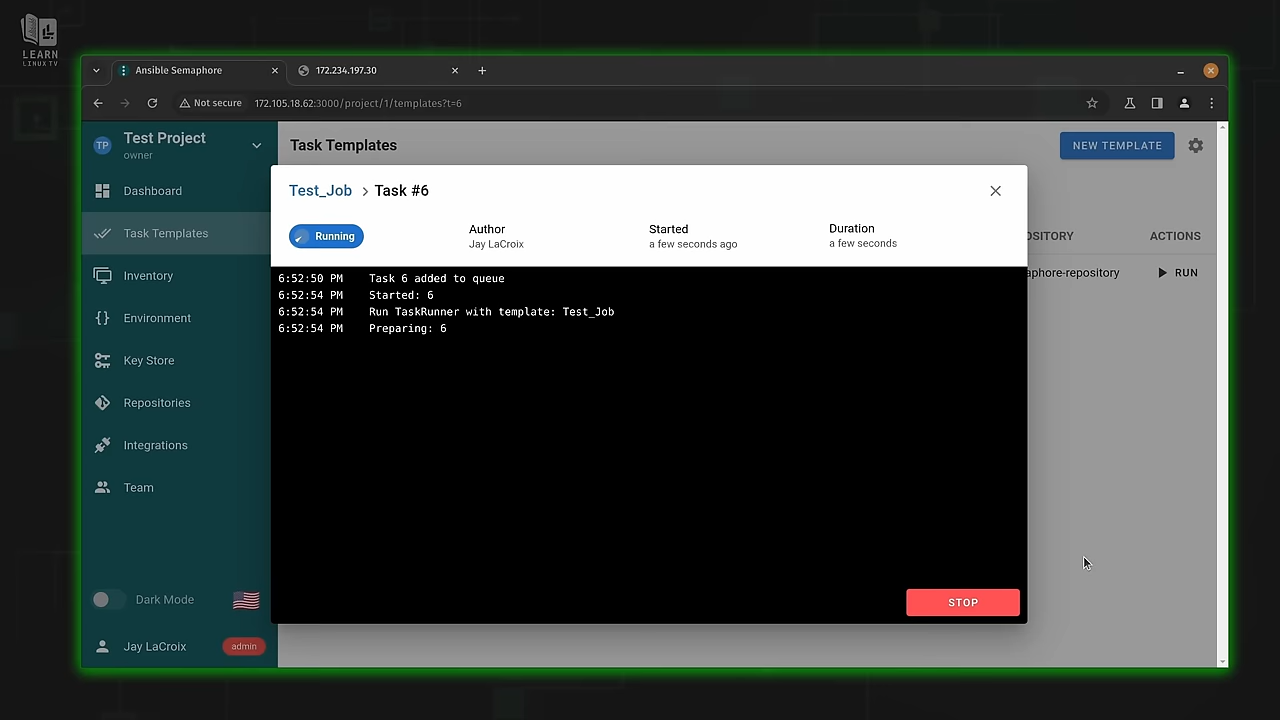 LEARN
LINUX TV
Ansible Semaphore
172.234.197.30
Not secure
172.105.18.62:3000/project/1/templates?t=6
TP
Test Project
owner
Dashboard
Task Templates
Inventory
Environment
Key Store
Repositories
Integrations
Team
Dark Mode
Jay LaCroix
admin
Task Templates
NEW TEMPLATE
OSITORY
ACTIONS
aphore-repository
RUN
Test_Job > Task #6
Running
Author
Jay LaCroix
Started
a few seconds ago
Duration
a few seconds
6:52:50 PM Task 6 added to queue
6:52:54 PM Started: 6
6:52:54 PM Run TaskRunner with template: Test_Job
6:52:54 PM Preparing: 6
STOP